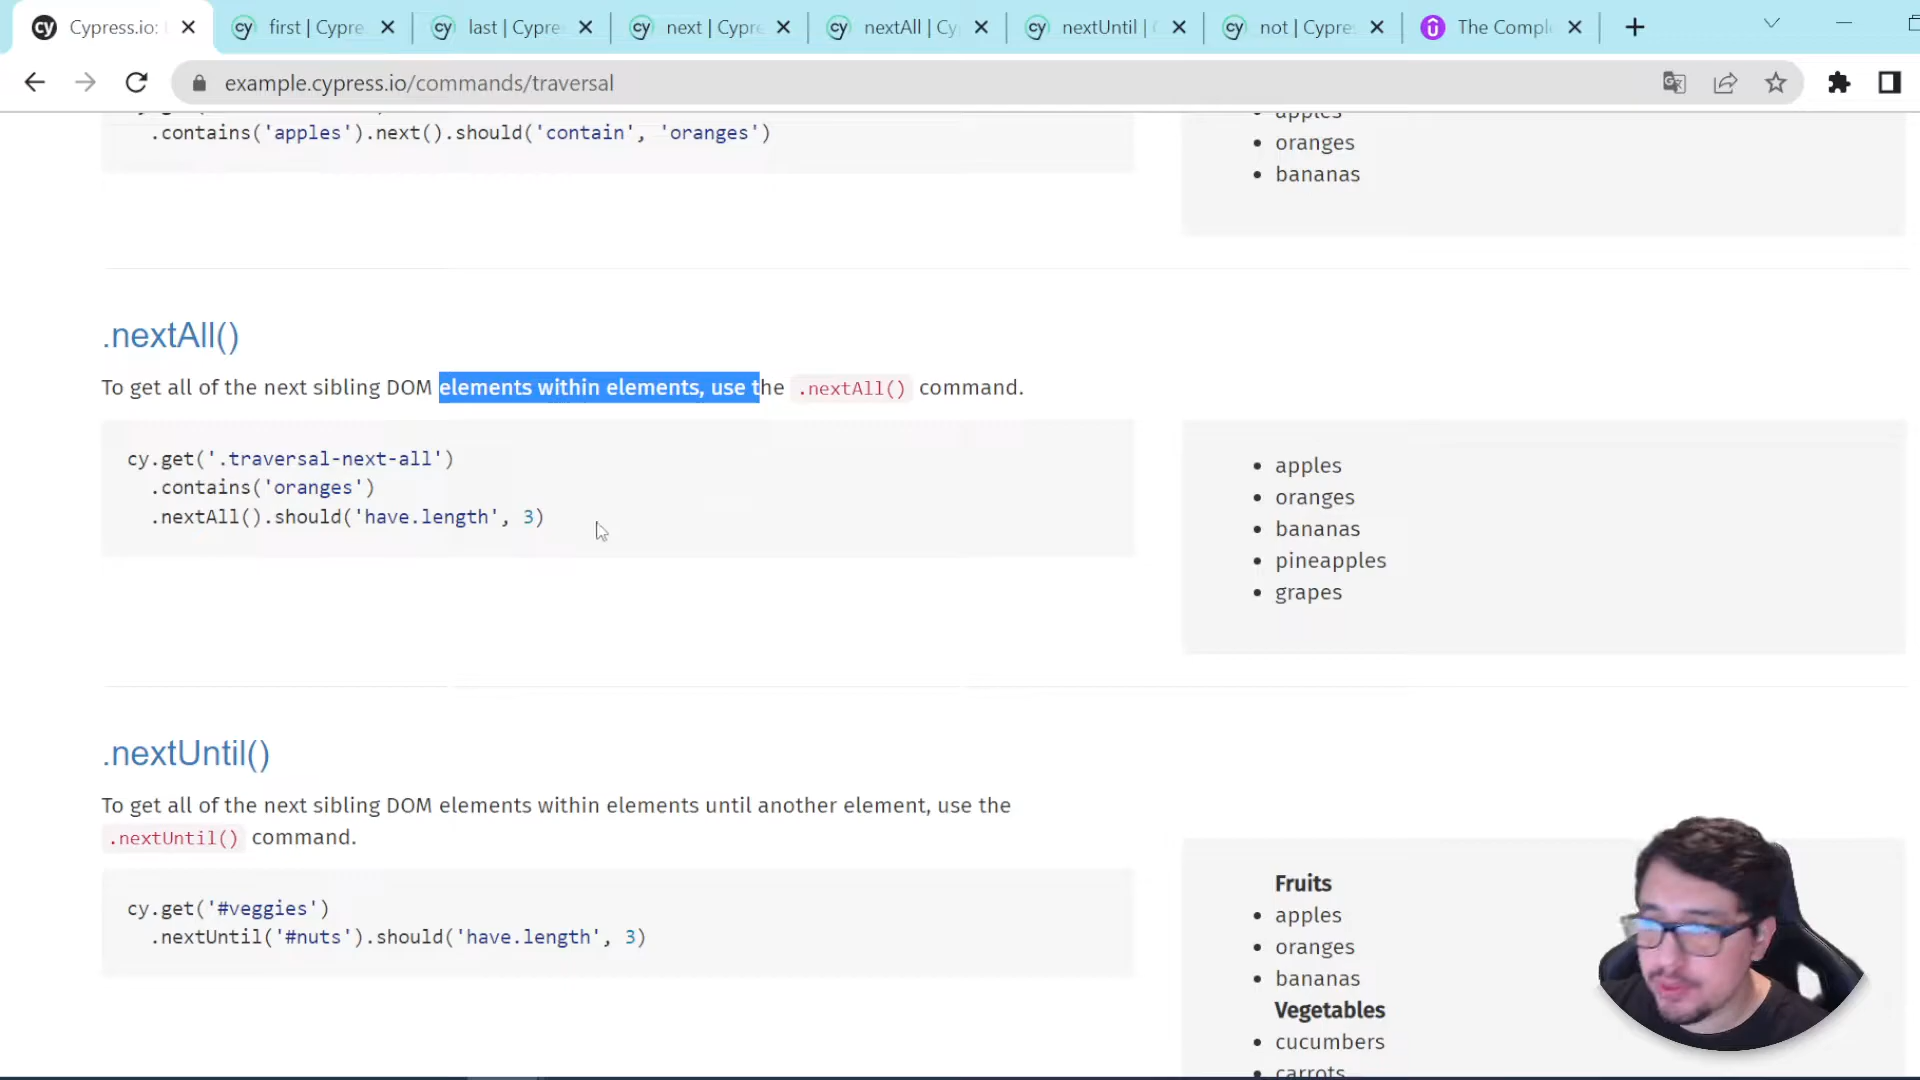 Cypress.io:
first | Cypre
last | Cypre
next | Cypre
nextAll | Cy
nextUntil |
not | Cypre
The Compl
example.cypress.io/commands/traversal
.contains('apples').next().should('contain', 'oranges')
apples
oranges
bananas
.nextAll()
To get all of the next sibling DOM elements within elements, use the .nextAll() command.
cy.get('.traversal-next-all')
.contains('oranges')
.nextAll().should('have.length', 3)
apples
oranges
bananas
pineapples
grapes
.nextUntil()
To get all of the next sibling DOM elements within elements until another element, use the
.nextUntil() command.
cy.get('#veggies')
.nextUntil('#nuts').should('have.length', 3)
Fruits
apples
oranges
bananas
Vegetables
cucumbers
carrots